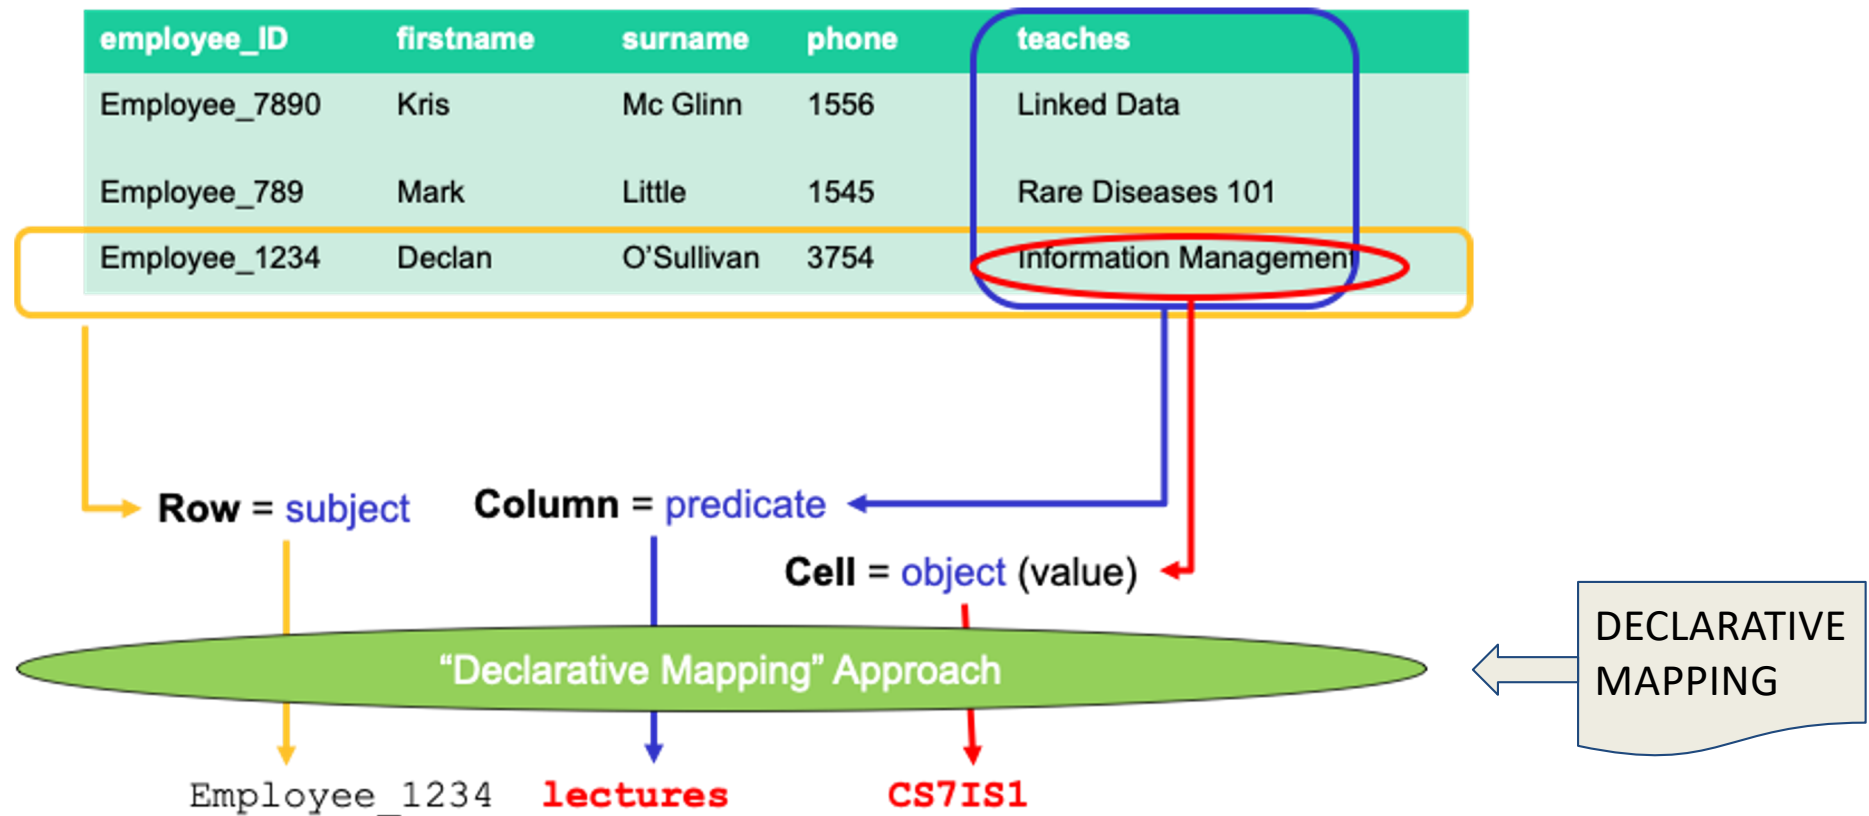 employee_ID firstname surname phone teaches
Employee_7890 Kris Mc Glinn 1556 Linked Data
Employee_789 Mark Little 1545 Rare Diseases 101
Employee_1234 Declan O’Sullivan 3754 Information Management
Row = subject
Column = predicate
Cell = object (value)
“Declarative Mapping” Approach
DECLARATIVE
MAPPING
Employee_1234 lectures CS7IS1